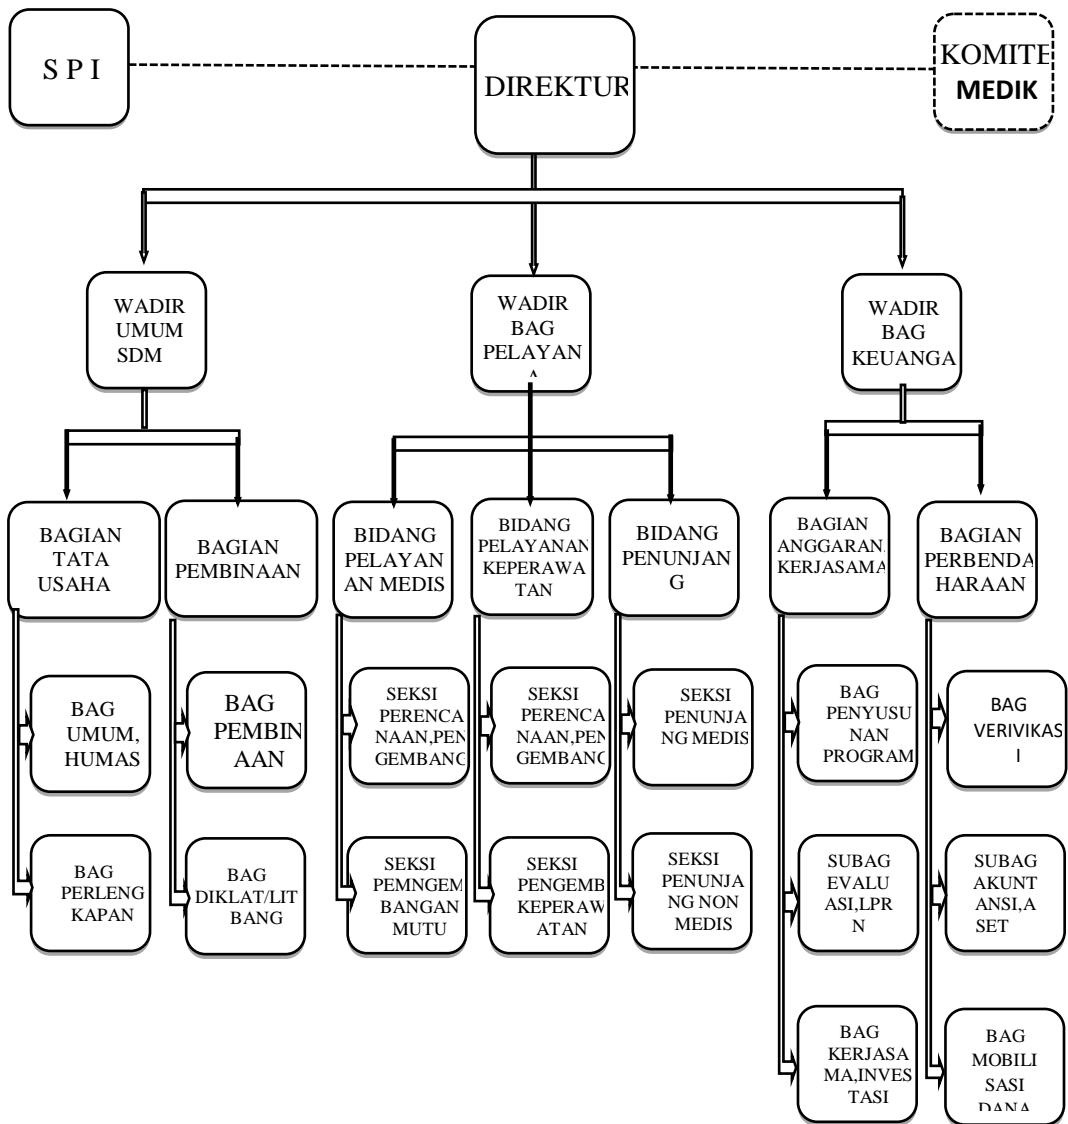 S P I
DIREKTUR
KOMITE
MEDIK
WADIR
UMUM
SDM
WADIR
BAG
PELAYAN
A
WADIR
BAG
KEUANGA
BAGIAN
TATA
USAHA
BAGIAN
PEMBINAAN
BIDANG
PELAYAN
AN MEDIS
BIDANG
PELAYANAN
KEPERAWA
TAN
BIDANG
PENUNJAN
G
BAGIAN
ANGGARAN.
KERJASAMA
BAGIAN
PERBENDA
HARAAN
BAG
UMUM,
HUMAS
BAG
PEMBIN
AAN
SEKSI
PERENCA
NAAN,PEN
GEMBANG
SEKSI
PERENCA
NAAN,PEN
GEMBANG
SEKSI
PENUNJA
NG MEDIS
BAG
PENYUSU
NAN
PROGRAM
BAG
VERIVIKAS
I
BAG
PERLENG
KAPAN
BAG
DIKLAT/LIT
BANG
SEKSI
PEMNGEM
BANGAN
MUTU
SEKSI
PENGEMB
KEPERAW
ATAN
SEKSI
PENUNJA
NG NON
MEDIS
SUBAG
EVALU
ASI,LPR
N
SUBAG
AKUNT
ANSI,A
SET
BAG
KERJASA
MA,INVES
TASI
BAG
MOBILI
SASI
DANA